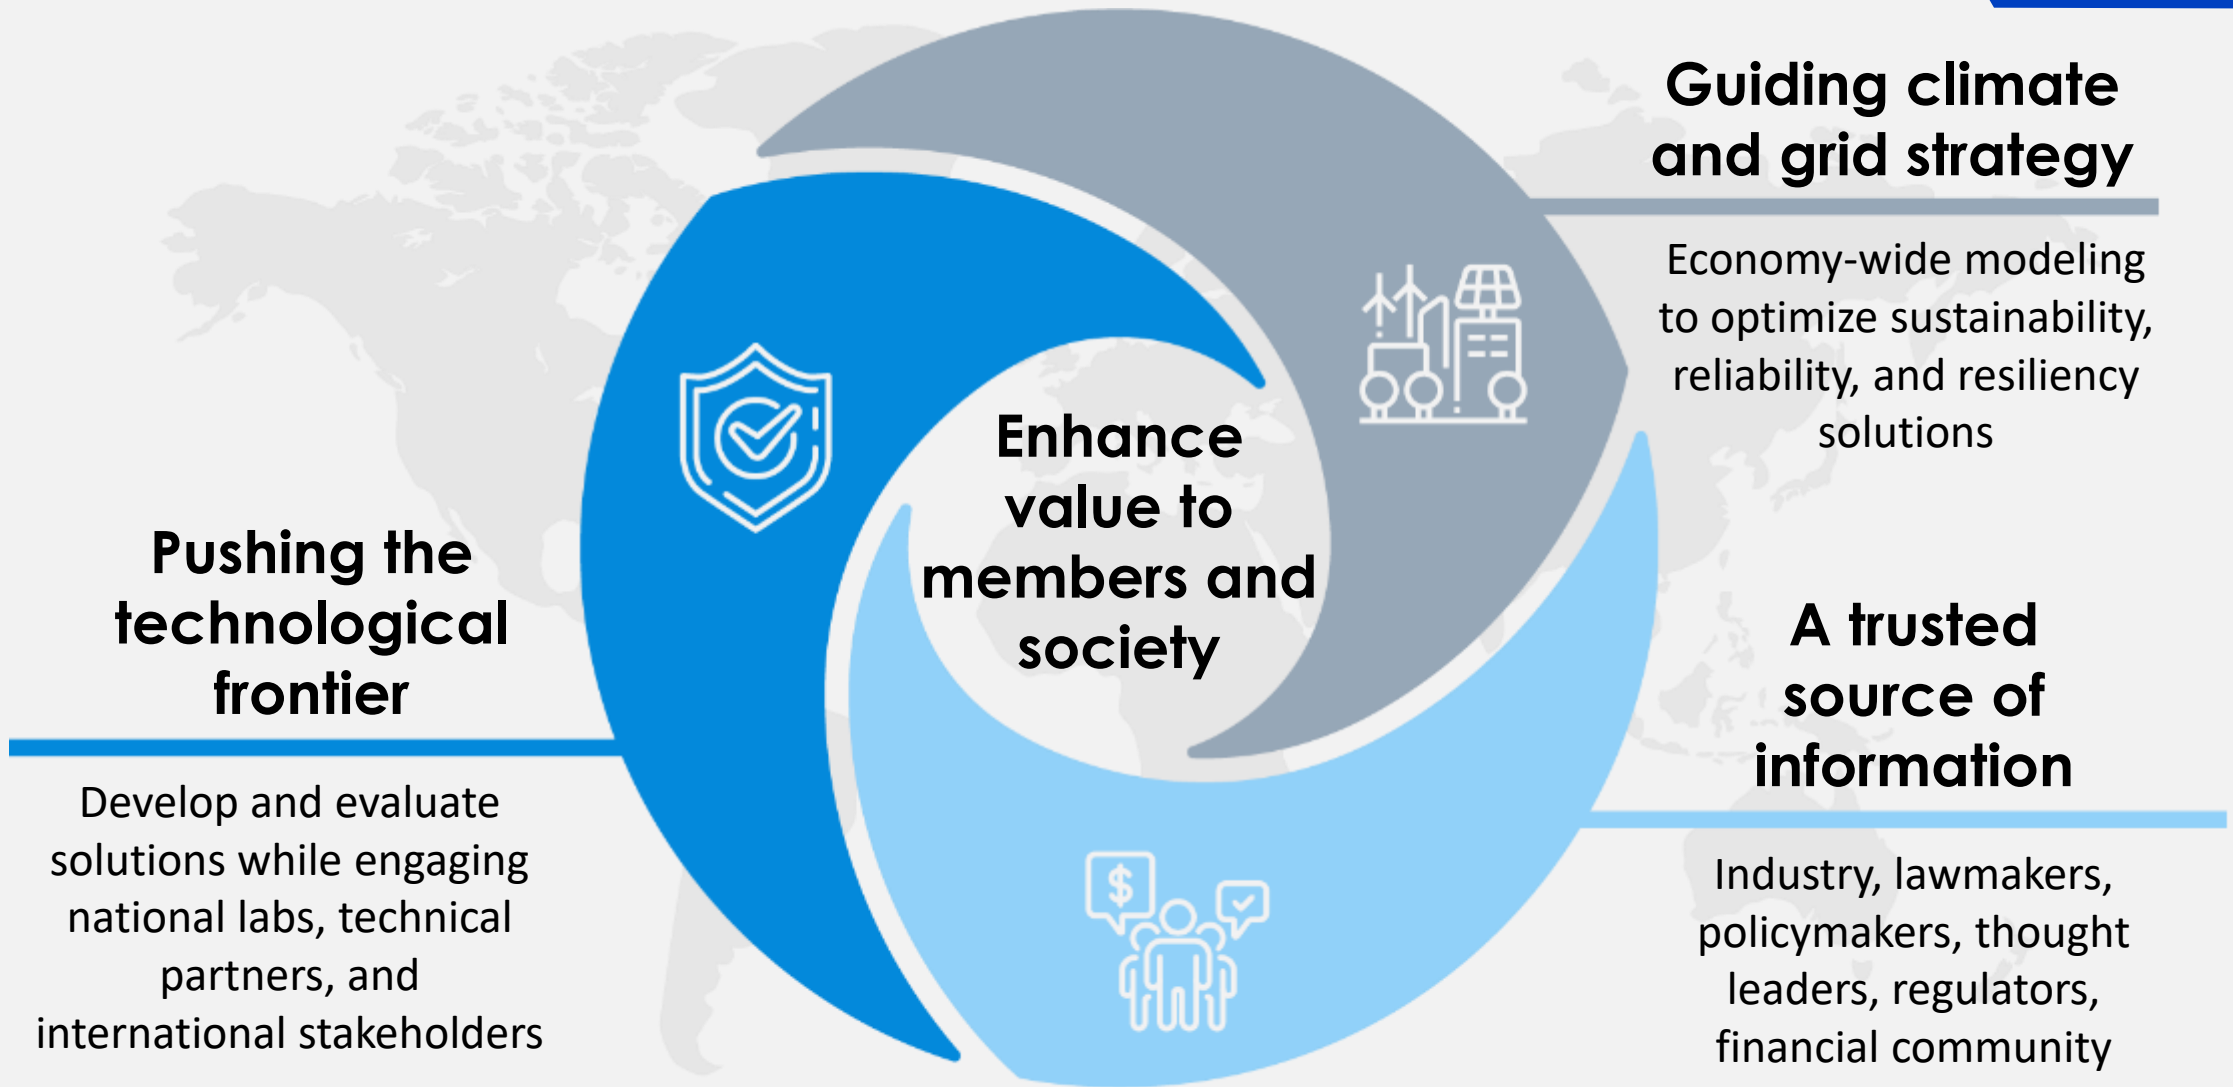 Guiding climate
and grid strategy
Economy-wide modeling
to optimize sustainability,
reliability, and resiliency
solutions
Enhance
value to
members and
society
Pushing the
technological
frontier
Develop and evaluate
solutions while engaging
national labs, technical
partners, and
international stakeholders
A trusted
source of
information
Industry, lawmakers,
policymakers, thought
leaders, regulators,
financial community
$